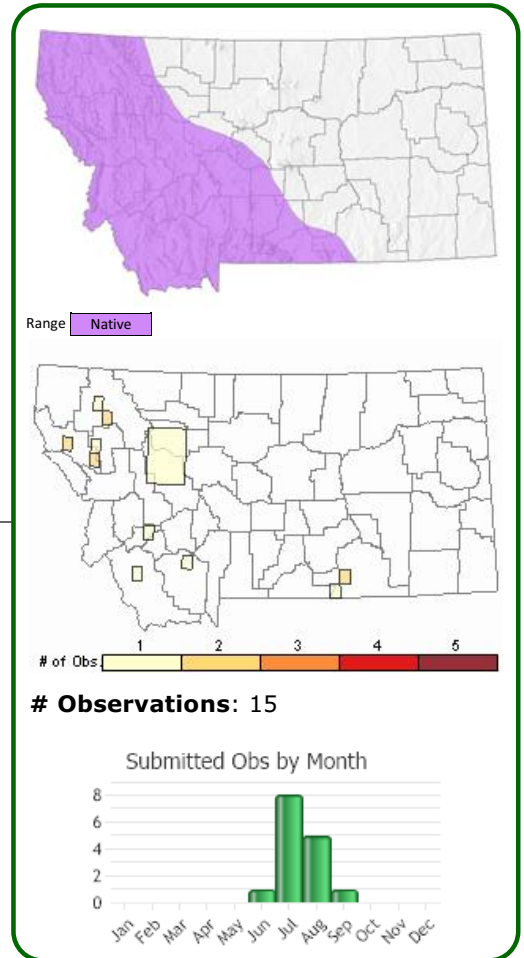 Range Native
1 2 3 4 5
# of Obs.
# Observations: 15
Submitted Obs by Month
8
6
4
2
0
Jan Feb Mar Apr May Jun Jul Aug Sep Oct Nov Dec